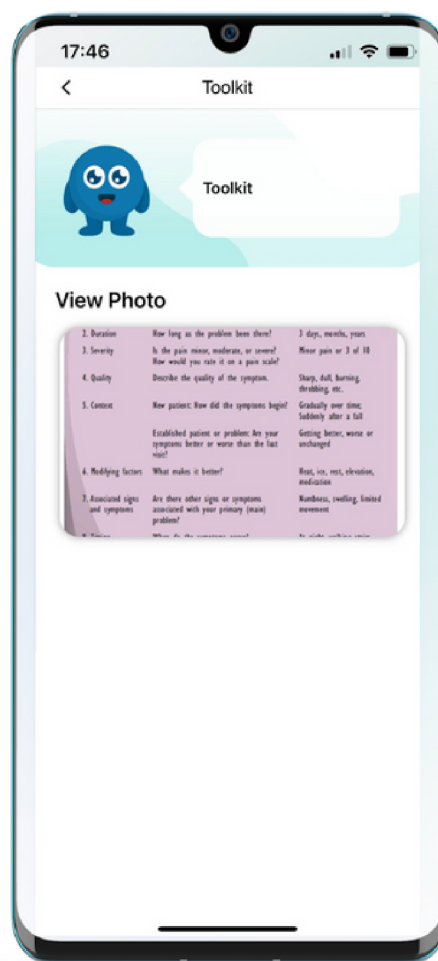 17:46
Toolkit
Toolkit
View Photo
2. Duration How long as the problem been there? 3 days, months, years
3. Severity Is the pain minor, moderate, or severe? Minor pain or 3 of 10
How would you rate it on a pain scale?
4. Quality Describe the quality of the symptom. Sharp, dull, burning,
throbbing, etc.
5. Context New patient: How did the symptoms begin? Gradually over time;
Suddenly after a fall
Established patient or problem: Are your Getting better, worse or
symptoms better or worse than the last unchanged
visit?
6. Modifying factors What makes it better? Heat, ice, rest, elevation,
medication
7. Associated signs Are there other signs or symptoms Numbness, swelling, limited
and symptoms associated with your primary (main) movement
problem?